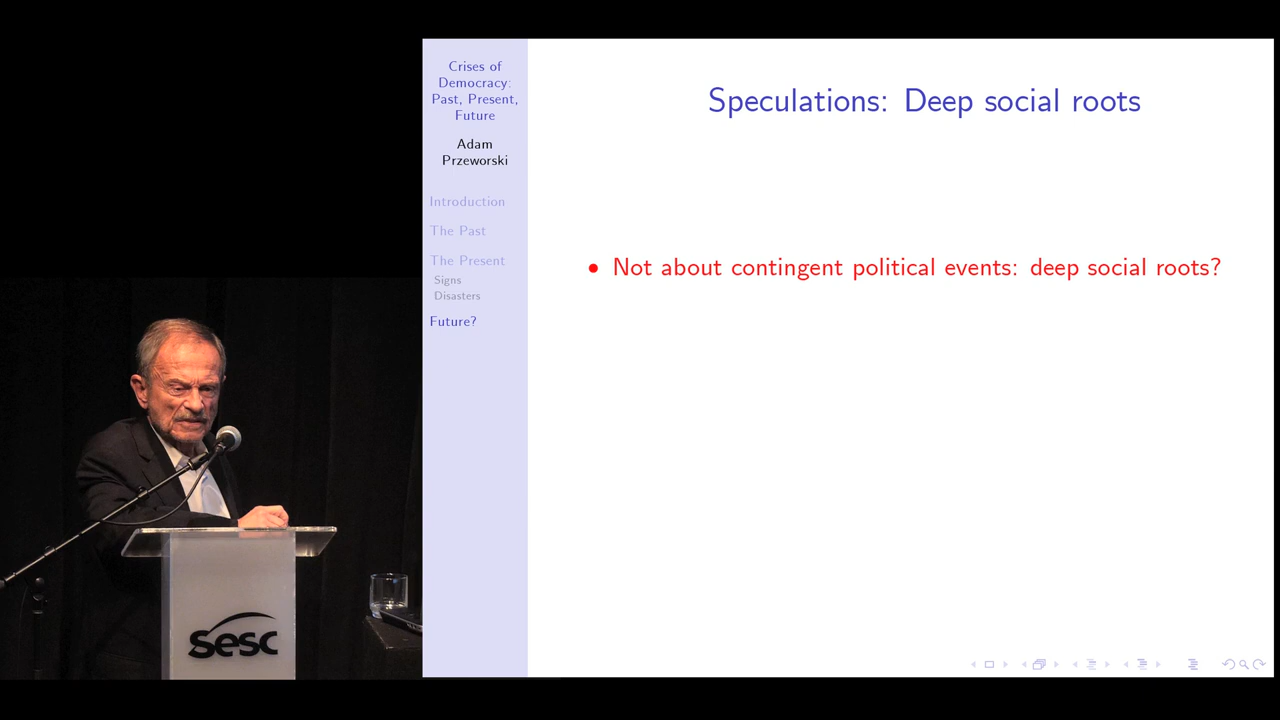 Crises of
Democracy:
Past, Present,
Future
Adam
Przeworski
Introduction
The Past
The Present
Signs
Disasters
Future?
Speculations: Deep social roots
• Not about contingent political events: deep social roots?
sesc